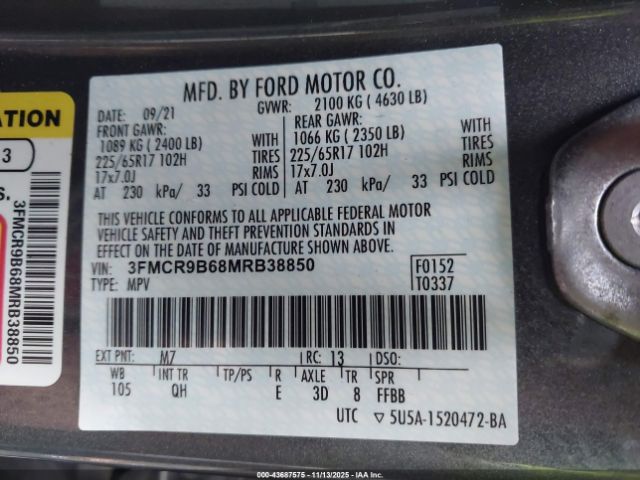 MFD. BY FORD MOTOR CO.
DATE: 09/21 GVWR: 2100 KG ( 4630 LB)
FRONT GAWR: REAR GAWR:
1089 KG ( 2400 LB) WITH 1066 KG ( 2350 LB) WITH
225/65R17 102H TIRES 225/65R17 102H TIRES
17x7.0J RIMS 17x7.0J RIMS
AT 230 kPa/ 33 PSI COLD AT 230 kPa/ 33 PSI COLD
THIS VEHICLE CONFORMS TO ALL APPLICABLE FEDERAL MOTOR
VEHICLE SAFETY AND THEFT PREVENTION STANDARDS IN
EFFECT ON THE DATE OF MANUFACTURE SHOWN ABOVE.
VIN: 3FMCR9B68MRB38850 F0152
TYPE: MPV T0337
EXT PNT: M7 RC: 13 DSO:
WB INT TR TP/PS R AXLE TR SPR
105 QH E 3D 8 FFBB
UTC ▽5U5A-1520472-BA
ATION
3
S.
3FMCR9B68MRB38850
000-43687575 - 11/13/2025 - IAAI, Inc.